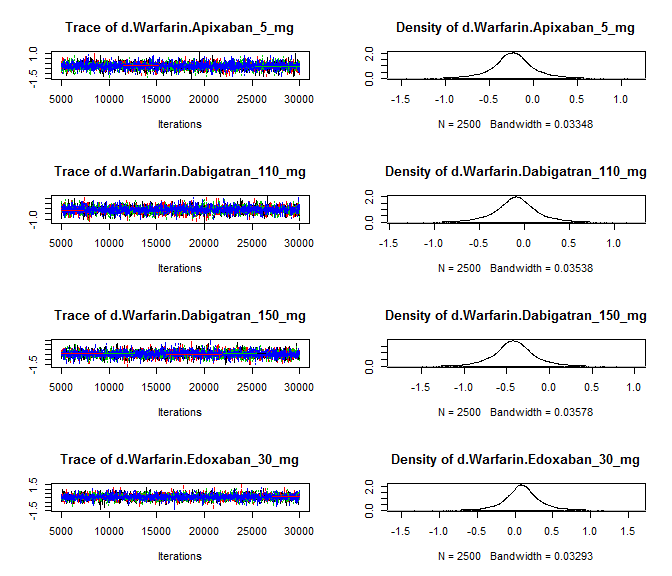 Trace of d.Warfarin.Apixaban_5_mg
1.0
-1.5
5000 10000 15000 20000 25000 30000
Iterations
Density of d.Warfarin.Apixaban_5_mg
2.0
0.0
-1.5 -1.0 -0.5 0.0 0.5 1.0
N = 2500 Bandwidth = 0.03348
Trace of d.Warfarin.Dabigatran_110_mg
-1.0
5000 10000 15000 20000 25000 30000
Iterations
Density of d.Warfarin.Dabigatran_110_mg
2.0
0.0
-1.5 -1.0 -0.5 0.0 0.5 1.0
N = 2500 Bandwidth = 0.03538
Trace of d.Warfarin.Dabigatran_150_mg
-1.5
5000 10000 15000 20000 25000 30000
Iterations
Density of d.Warfarin.Dabigatran_150_mg
0.0
-1.5 -1.0 -0.5 0.0 0.5 1.0
N = 2500 Bandwidth = 0.03578
Trace of d.Warfarin.Edoxaban_30_mg
1.5
-1.5
5000 10000 15000 20000 25000 30000
Iterations
Density of d.Warfarin.Edoxaban_30_mg
2.0
0.0
-1.5 -1.0 -0.5 0.0 0.5 1.0 1.5
N = 2500 Bandwidth = 0.03293